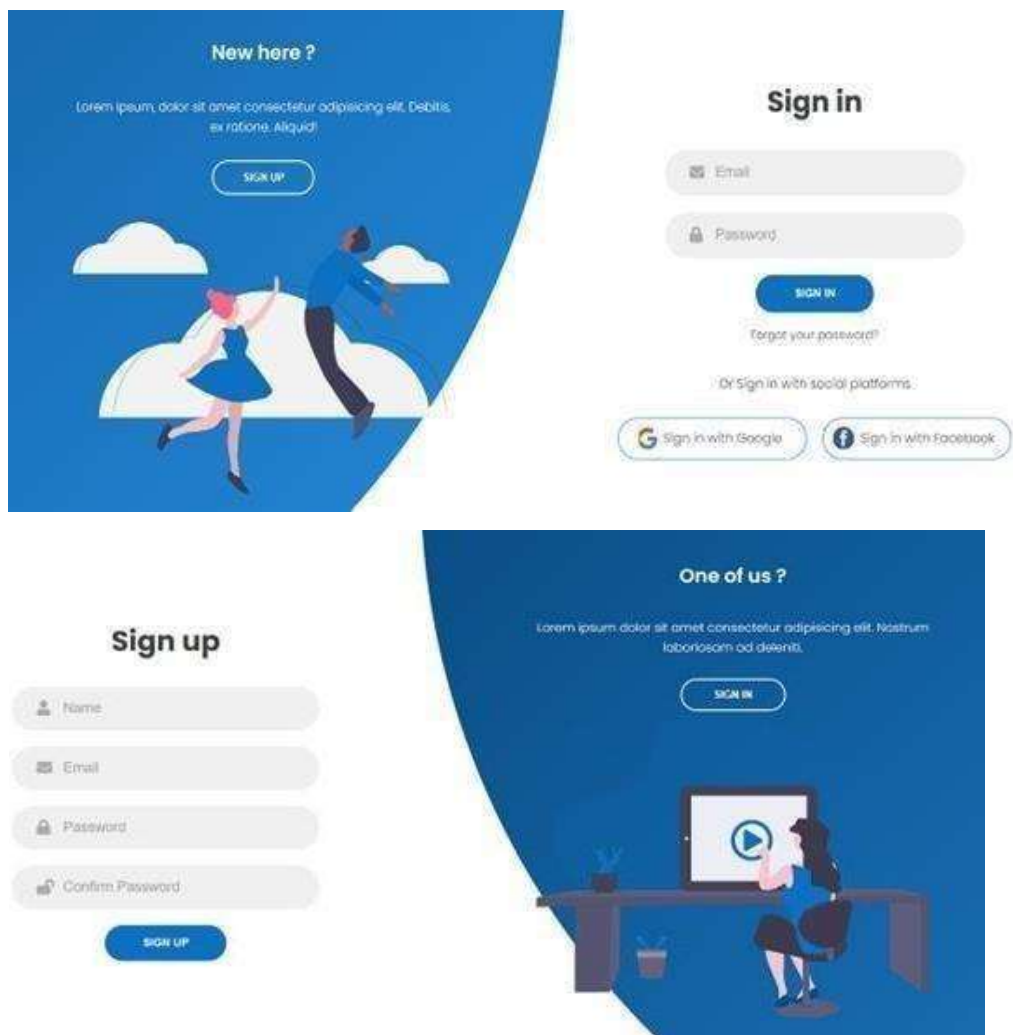 New here ?
Lorem ipsum, dolor sit amet consectetur adipisicing elit. Debitis,
ex ratione. Aliquid!
SIGN UP
Sign in
Email
Password
SIGN IN
Forgot your password?
Or Sign in with social platforms
Sign in with Google
Sign in with Facebook
Sign up
Name
Email
Password
Confirm Password
SIGN UP
One of us ?
Lorem ipsum dolor sit amet consectetur adipisicing elit. Nostrum
laboriosam ad deleniti.
SIGN IN